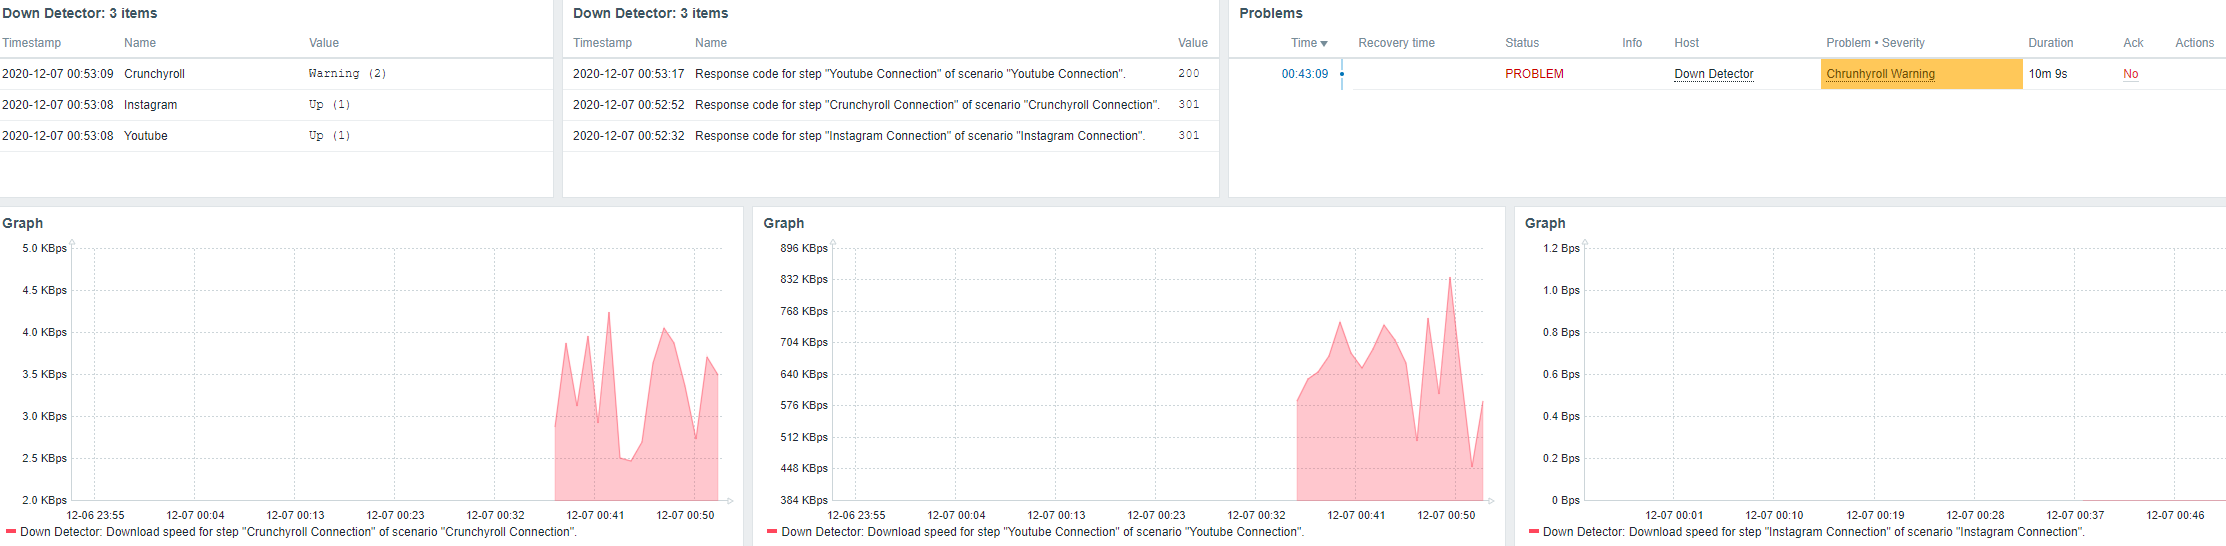 Down Detector: 3 items
Timestamp Name Value
2020-12-07 00:53:09 Crunchyroll Warning (2)
2020-12-07 00:53:08 Instagram Up (1)
2020-12-07 00:53:08 Youtube Up (1)
Down Detector: 3 items
Timestamp Name Value
2020-12-07 00:53:17 Response code for step "Youtube Connection" of scenario "Youtube Connection". 200
2020-12-07 00:52:52 Response code for step "Crunchyroll Connection" of scenario "Crunchyroll Connection". 301
2020-12-07 00:52:32 Response code for step "Instagram Connection" of scenario "Instagram Connection". 301
Problems
Time Recovery time Status Info Host Problem • Severity Duration Ack Actions
00:43:09 PROBLEM Down Detector Chrunhyroll Warning 10m 9s No
Graph
5.0 KBps
4.5 KBps
4.0 KBps
3.5 KBps
3.0 KBps
2.5 KBps
2.0 KBps
12-06 23:55 12-07 00:04 12-07 00:13 12-07 00:23 12-07 00:32 12-07 00:41 12-07 00:50
Down Detector: Download speed for step "Crunchyroll Connection" of scenario "Crunchyroll Connection".
Graph
896 KBps
832 KBps
768 KBps
704 KBps
640 KBps
576 KBps
512 KBps
448 KBps
384 KBps
12-06 23:55 12-07 00:04 12-07 00:13 12-07 00:23 12-07 00:32 12-07 00:41 12-07 00:50
Down Detector: Download speed for step "Youtube Connection" of scenario "Youtube Connection".
Graph
1.2 Bps
1.0 Bps
0.8 Bps
0.6 Bps
0.4 Bps
0.2 Bps
0 Bps
12-07 00:01 12-07 00:10 12-07 00:19 12-07 00:28 12-07 00:37 12-07 00:46
Down Detector: Download speed for step "Instagram Connection" of scenario "Instagram Connection".